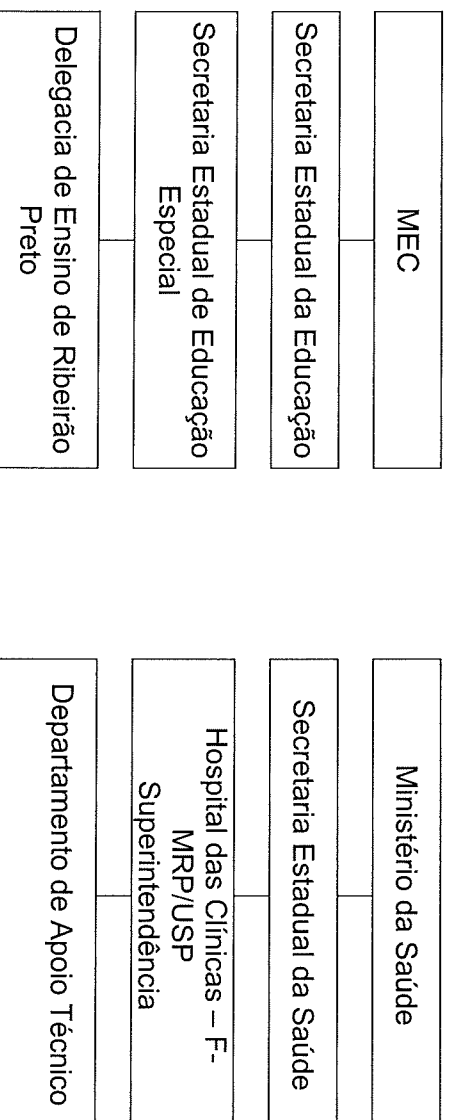 MEC
Secretaria Estadual da Educação
Secretaria Estadual de Educação
Especial
Delegacia de Ensino de Ribeirão
Preto
Ministério da Saúde
Secretaria Estadual da Saúde
Hospital das Clínicas – F-
MRP/USP
Superintendência
Departamento de Apoio Técnico